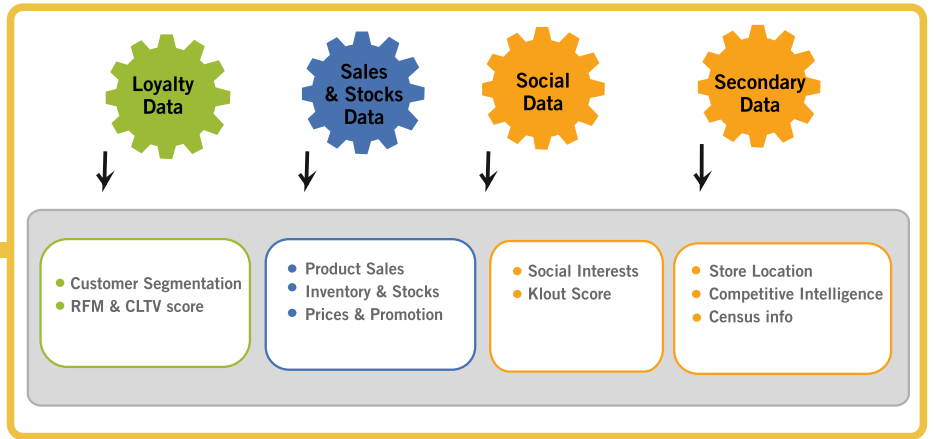 Loyalty
Data
Sales
& Stocks
Data
Social
Data
Secondary
Data
Customer Segmentation
RFM & CLTV score
Product Sales
Inventory & Stocks
Prices & Promotion
Social Interests
Klout Score
Store Location
Competitive Intelligence
Census info